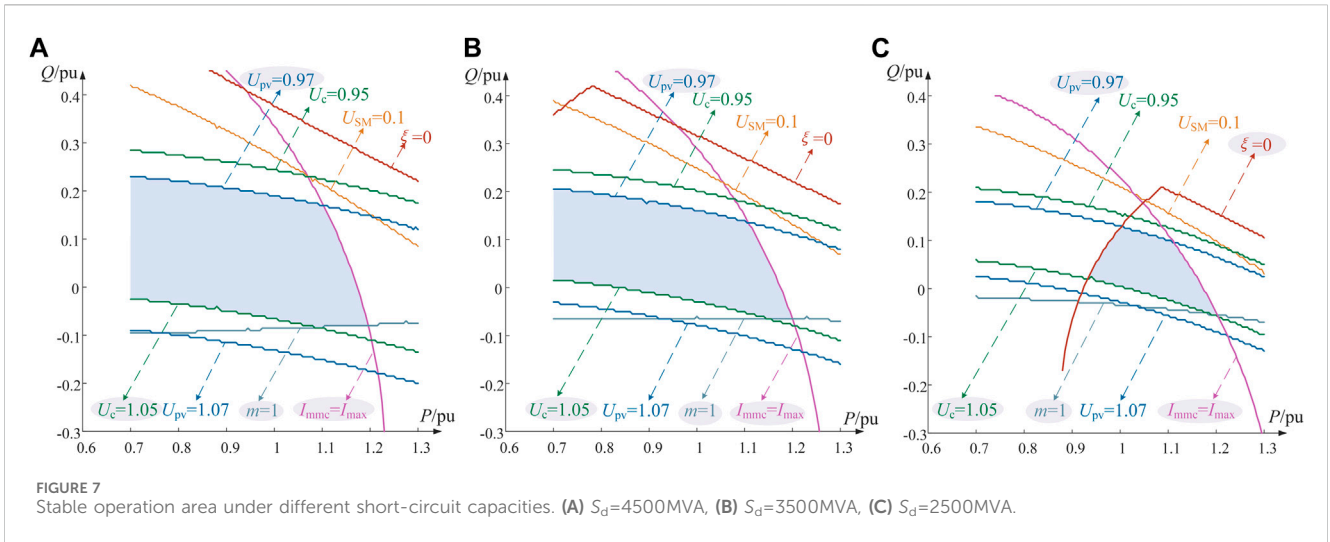 A
Q/pu
0.4
0.3
0.2
0.1
0
-0.1
-0.2
-0.3
0.6
0.7
0.8
0.9
1
1.1
1.2
1.3
P/pu
Upv=0.97
Uc=0.95
USM=0.1
ξ=0
Uc=1.05
Upv=1.07
m=1
Immc=Imax
B
Q/pu
0.4
0.3
0.2
0.1
0
-0.1
-0.2
-0.3
0.6
0.7
0.8
0.9
1
1.1
1.2
1.3
P/pu
Upv=0.97
Uc=0.95
USM=0.1
ξ=0
Uc=1.05
Upv=1.07
m=1
Immc=Imax
C
Q/pu
0.4
0.3
0.2
0.1
0
-0.1
-0.2
-0.3
0.6
0.7
0.8
0.9
1
1.1
1.2
1.3
P/pu
Upv=0.97
Uc=0.95
USM=0.1
ξ=0
Uc=1.05
m=1
Upv=1.07
Immc=Imax
FIGURE 7
Stable operation area under different short-circuit capacities. (A) Sd=4500MVA, (B) Sd=3500MVA, (C) Sd=2500MVA.